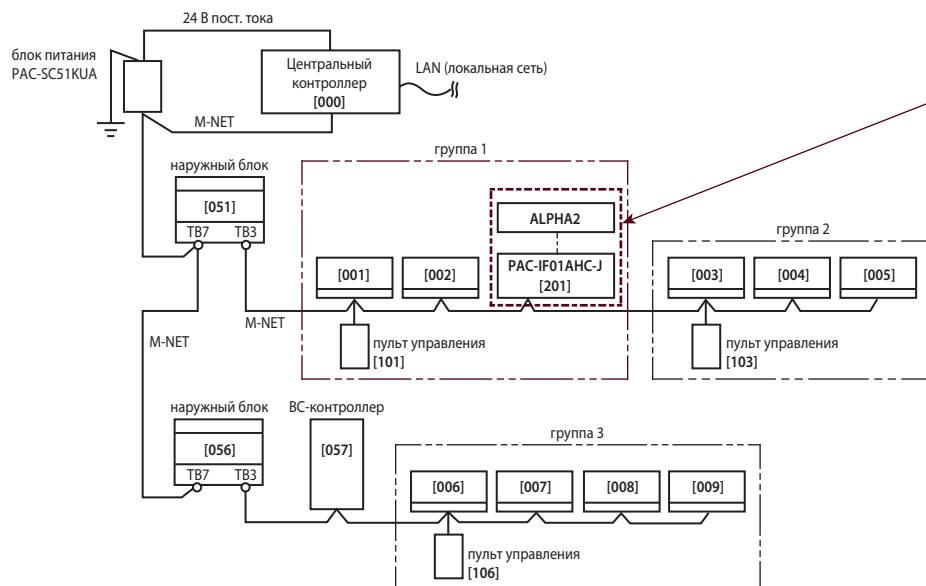 24 В пост. тока
блок питания
PAC-SC51KUA
Центральный
контроллер
[000]
LAN (локальная сеть)
M-NET
группа 1
наружный блок
[051]
TB7 TB3
ALPHA2
PAC-IF01AHC-J
[201]
[001] [002]
группа 2
[003] [004] [005]
M-NET
M-NET
пульт управления
[101]
пульт управления
[103]
наружный блок
[056]
TB7 TB3
BC-контроллер
[057]
группа 3
[006] [007] [008] [009]
пульт управления
[106]